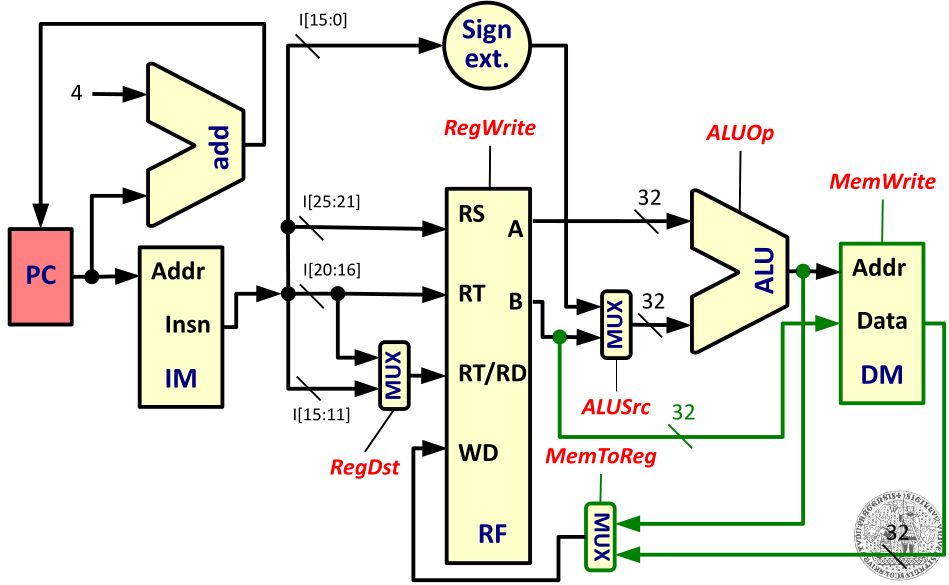 I[15:0]
Sign
ext.
4
add
RegWrite
ALUOp
MemWrite
I[25:21]
32
RS
A
PC
Addr
I[20:16]
RT
B
ALU
Addr
Insn
MUX
32
Data
IM
MUX
RT/RD
DM
I[15:11]
ALUSrc
32
RegDst
WD
MemToReg
RF
MUX
32